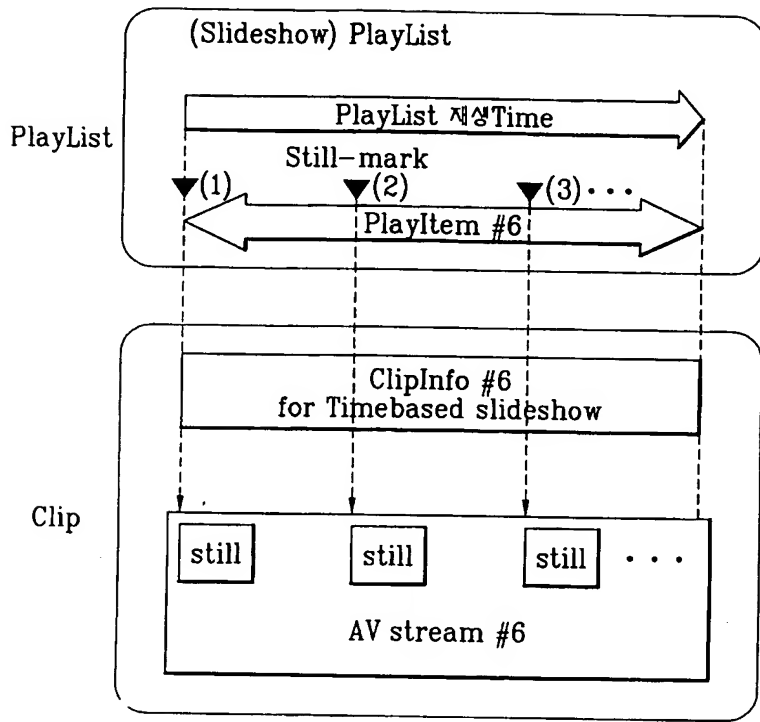 (Slideshow) PlayList
PlayList 재생Time
PlayList
Still-mark
(1) (2) (3) ···
PlayItem #6
ClipInfo #6
for Timebased slideshow
Clip
still still still ···
AV stream #6